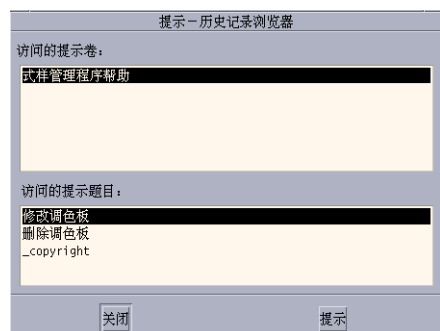 提示－历史记录浏览器
访问的提示卷：
式样管理程序帮助
访问的提示题目：
修改调色板
删除调色板
_copyright
关闭
提示